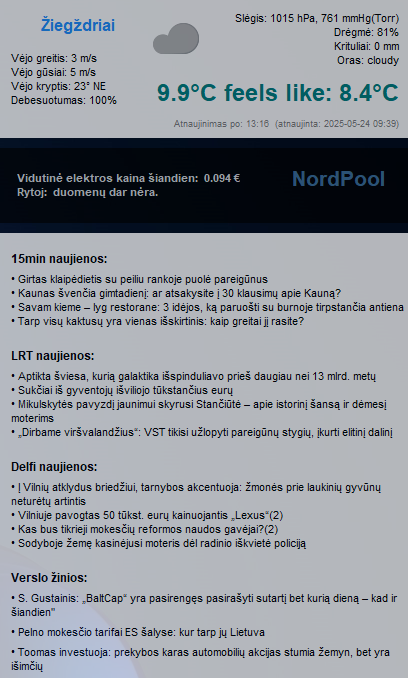 Žiegždriai
Slėgis: 1015 hPa, 761 mmHg(Torr)
Drėgmė: 81%
Krituliai: 0 mm
Oras: cloudy
Vėjo greitis: 3 m/s
Vėjo gūsiai: 5 m/s
Vėjo kryptis: 23° NE
Debesuotumas: 100%
9.9°C feels like: 8.4°C
Atnaujinimas po: 13:16 (atnaujinta: 2025-05-24 09:39)
Vidutinė elektros kaina šiandien: 0.094 €
Rytoj: duomenų dar nėra.
NordPool
15min naujienos:
• Girtas klaipėdietis su peiliu rankoje puolė pareigūnus
• Kaunas švenčia gimtadienį: ar atsakysite į 30 klausimų apie Kauną?
• Savam kieme – lyg restorane: 3 idėjos, ką paruošti su burnoje tirpstančia antiena
• Tarp visų kaktusų yra vienas išskirtinis: kaip greitai jį rasite?
LRT naujienos:
• Aptikta šviesa, kurią galaktika išspinduliavo prieš daugiau nei 13 mlrd. metų
• Sukčiai iš gyventojų išviliojo tūkstančius eurų
• Mikulskytės pavyzdį jaunimui skyrusi Stančiūtė – apie istorinį šansą ir dėmesį
moterims
• „Dirbame viršvalandžius“: VST tikisi užlopyti pareigūnų stygių, įkurti elitinį dalinį
Delfi naujienos:
• Į Vilnių atklydus briedžiui, tarnybos akcentuoja: žmonės prie laukinių gyvūnų
neturėtų artintis
• Vilniuje pavogtas 50 tūkst. eurų kainuojantis „Lexus“(2)
• Kas bus tikrieji mokesčių reformos naudos gavėjai?(2)
• Sodyboje žemę kasinėjusi moteris dėl radinio iškvietė policiją
Verslo žinios:
• S. Gustainis: „BaltCap“ yra pasirengęs pasirašyti sutartį bet kurią dieną – kad ir
šiandien"
• Pelno mokesčio tarifai ES šalyse: kur tarp jų Lietuva
• Toomas investuoja: prekybos karas automobilių akcijas stumia žemyn, bet yra
išimčių